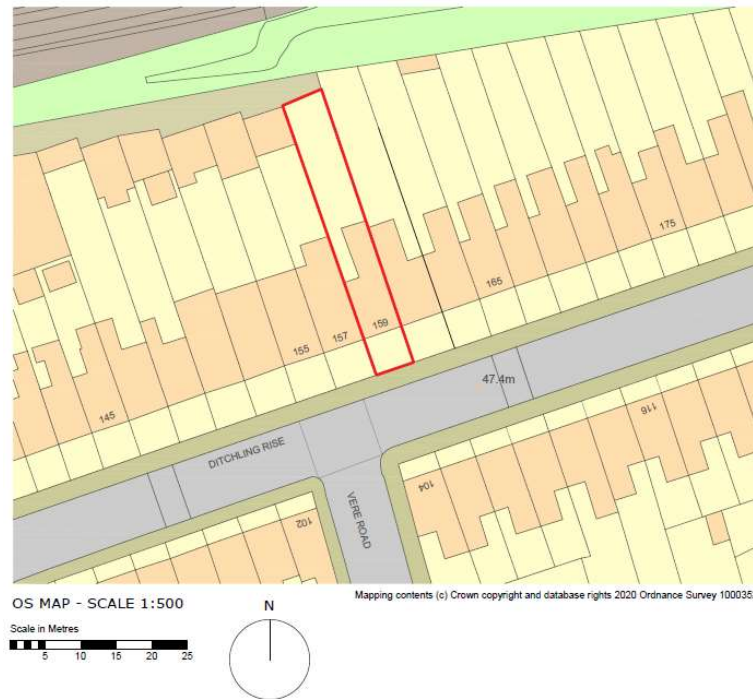 175
165
159
157
155
145
47.4m
116
DITCHLING RISE
104
VERE ROAD
102
OS MAP - SCALE 1:500
Mapping contents (c) Crown copyright and database rights 2020 Ordnance Survey 1000353
N
Scale in Metres
5 10 15 20 25